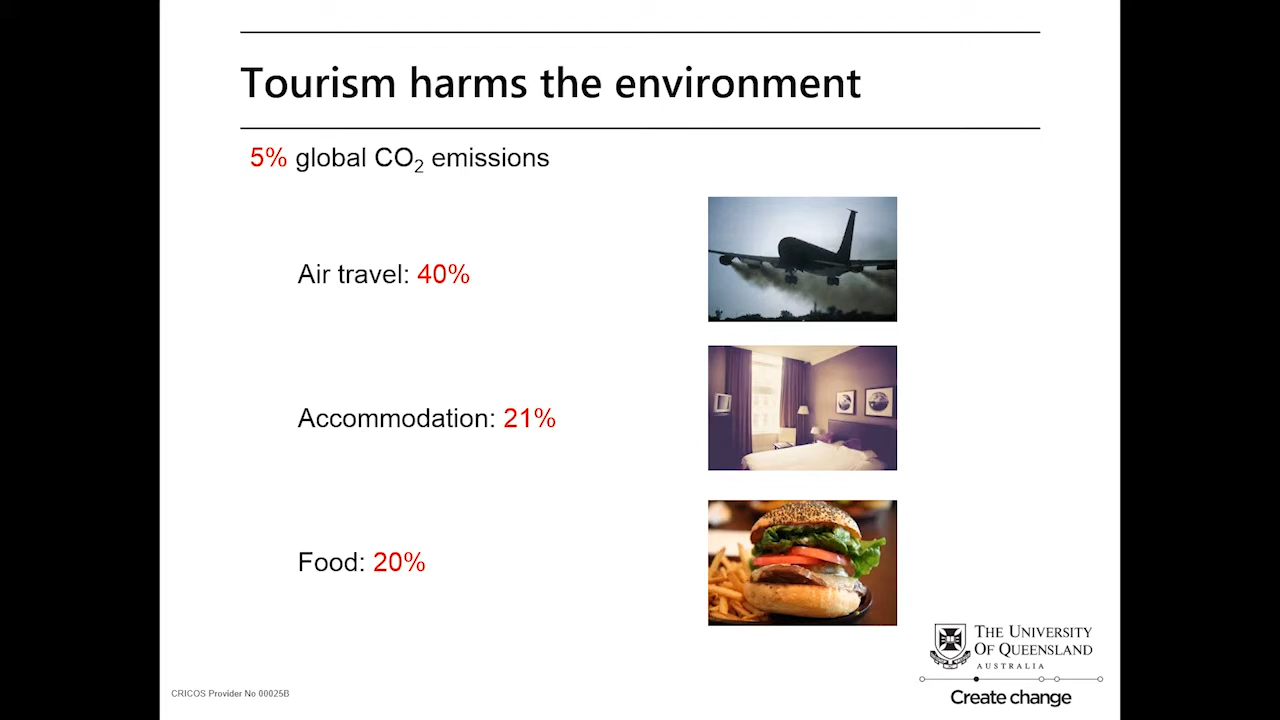 Tourism harms the environment
5% global CO₂ emissions
Air travel: 40%
Accommodation: 21%
Food: 20%
THE UNIVERSITY
OF QUEENSLAND
AUSTRALIA
Create change
CRICOS Provider No 00025B